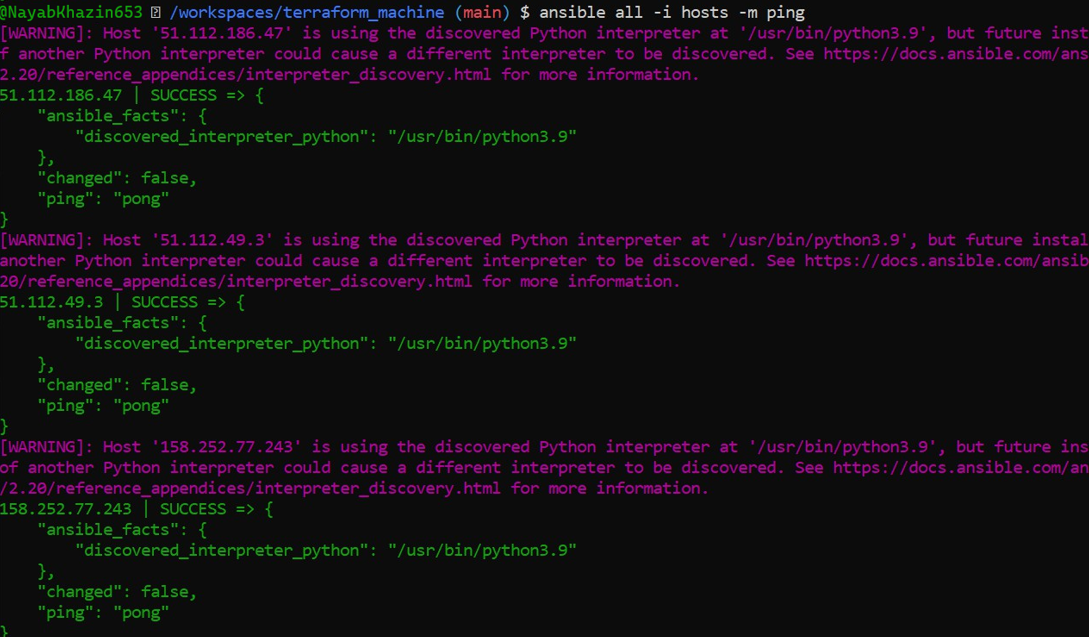 @NayabKhazin653 /workspaces/terraform_machine (main) $ ansible all -i hosts -m ping
[WARNING]: Host '51.112.186.47' is using the discovered Python interpreter at '/usr/bin/python3.9', but future inst
f another Python interpreter could cause a different interpreter to be discovered. See https://docs.ansible.com/ans
2.20/reference_appendices/interpreter_discovery.html for more information.
51.112.186.47 | SUCCESS => {
    "ansible_facts": {
        "discovered_interpreter_python": "/usr/bin/python3.9"
    },
    "changed": false,
    "ping": "pong"
}
[WARNING]: Host '51.112.49.3' is using the discovered Python interpreter at '/usr/bin/python3.9', but future instal
another Python interpreter could cause a different interpreter to be discovered. See https://docs.ansible.com/ansib
20/reference_appendices/interpreter_discovery.html for more information.
51.112.49.3 | SUCCESS => {
    "ansible_facts": {
        "discovered_interpreter_python": "/usr/bin/python3.9"
    },
    "changed": false,
    "ping": "pong"
}
[WARNING]: Host '158.252.77.243' is using the discovered Python interpreter at '/usr/bin/python3.9', but future ins
of another Python interpreter could cause a different interpreter to be discovered. See https://docs.ansible.com/an
/2.20/reference_appendices/interpreter_discovery.html for more information.
158.252.77.243 | SUCCESS => {
    "ansible_facts": {
        "discovered_interpreter_python": "/usr/bin/python3.9"
    },
    "changed": false,
    "ping": "pong"
}